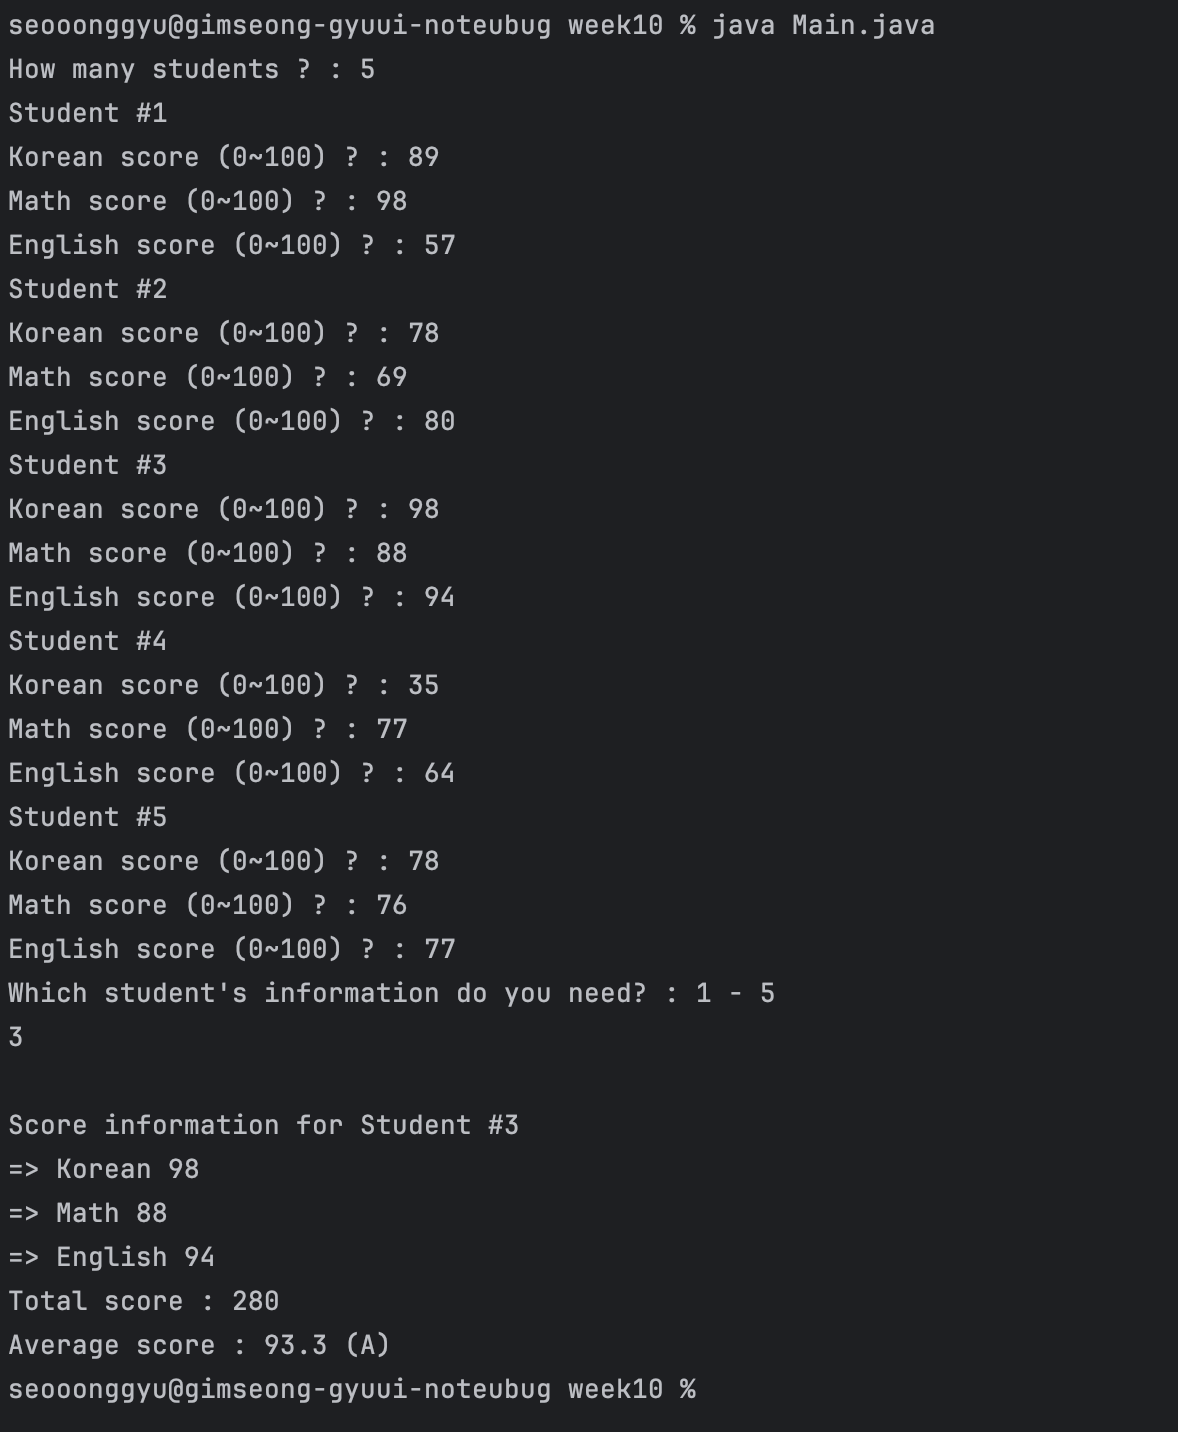 seooonggyu@gimseong-gyuui-noteubug week10 % java Main.java
How many students ? : 5
Student #1
Korean score (0~100) ? : 89
Math score (0~100) ? : 98
English score (0~100) ? : 57
Student #2
Korean score (0~100) ? : 78
Math score (0~100) ? : 69
English score (0~100) ? : 80
Student #3
Korean score (0~100) ? : 98
Math score (0~100) ? : 88
English score (0~100) ? : 94
Student #4
Korean score (0~100) ? : 35
Math score (0~100) ? : 77
English score (0~100) ? : 64
Student #5
Korean score (0~100) ? : 78
Math score (0~100) ? : 76
English score (0~100) ? : 77
Which student's information do you need? : 1 - 5
3

Score information for Student #3
=> Korean 98
=> Math 88
=> English 94
Total score : 280
Average score : 93.3 (A)
seooonggyu@gimseong-gyuui-noteubug week10 %